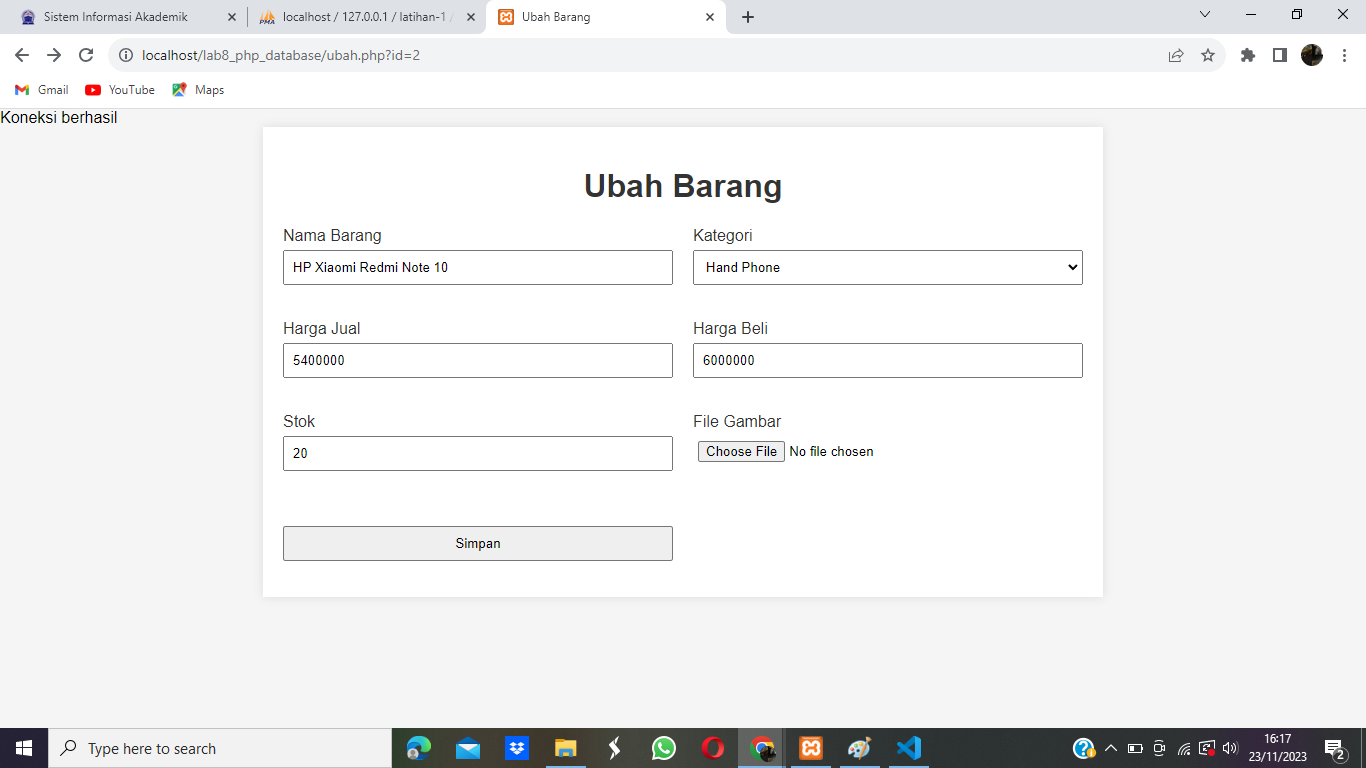 Sistem Informasi Akademik
localhost / 127.0.0.1 / latihan-1 /
Ubah Barang
localhost/lab8_php_database/ubah.php?id=2
Gmail
YouTube
Maps
Koneksi berhasil
Ubah Barang
Nama Barang
Kategori
HP Xiaomi Redmi Note 10
Hand Phone
Harga Jual
Harga Beli
5400000
6000000
Stok
File Gambar
20
Choose File No file chosen
Simpan
Type here to search
16:17
23/11/2023
2